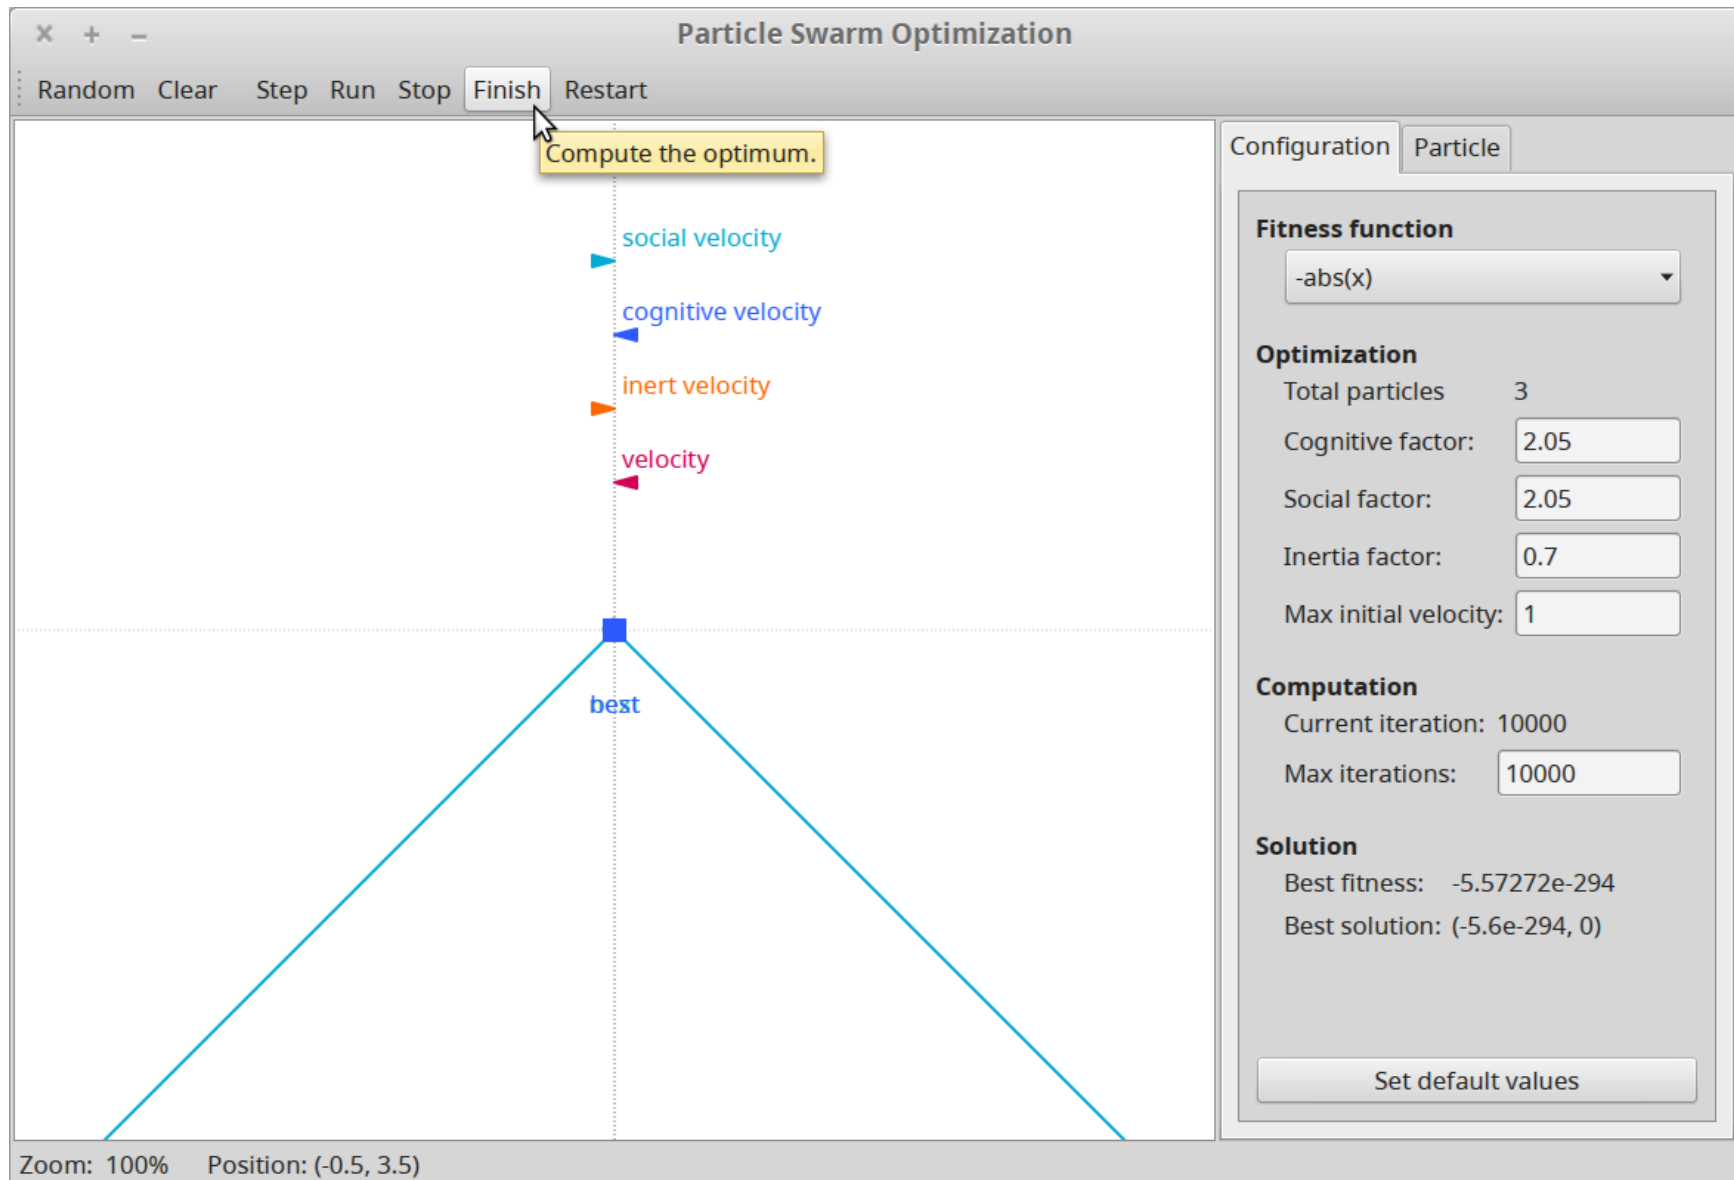 Particle Swarm Optimization
Random Clear Step Run Stop Finish Restart
Compute the optimum.
social velocity
cognitive velocity
inert velocity
velocity
best
Configuration Particle
Fitness function
-abs(x)
Optimization
Total particles 3
Cognitive factor: 2.05
Social factor: 2.05
Inertia factor: 0.7
Max initial velocity: 1
Computation
Current iteration: 10000
Max iterations: 10000
Solution
Best fitness: -5.57272e-294
Best solution: (-5.6e-294, 0)
Set default values
Zoom: 100% Position: (-0.5, 3.5)